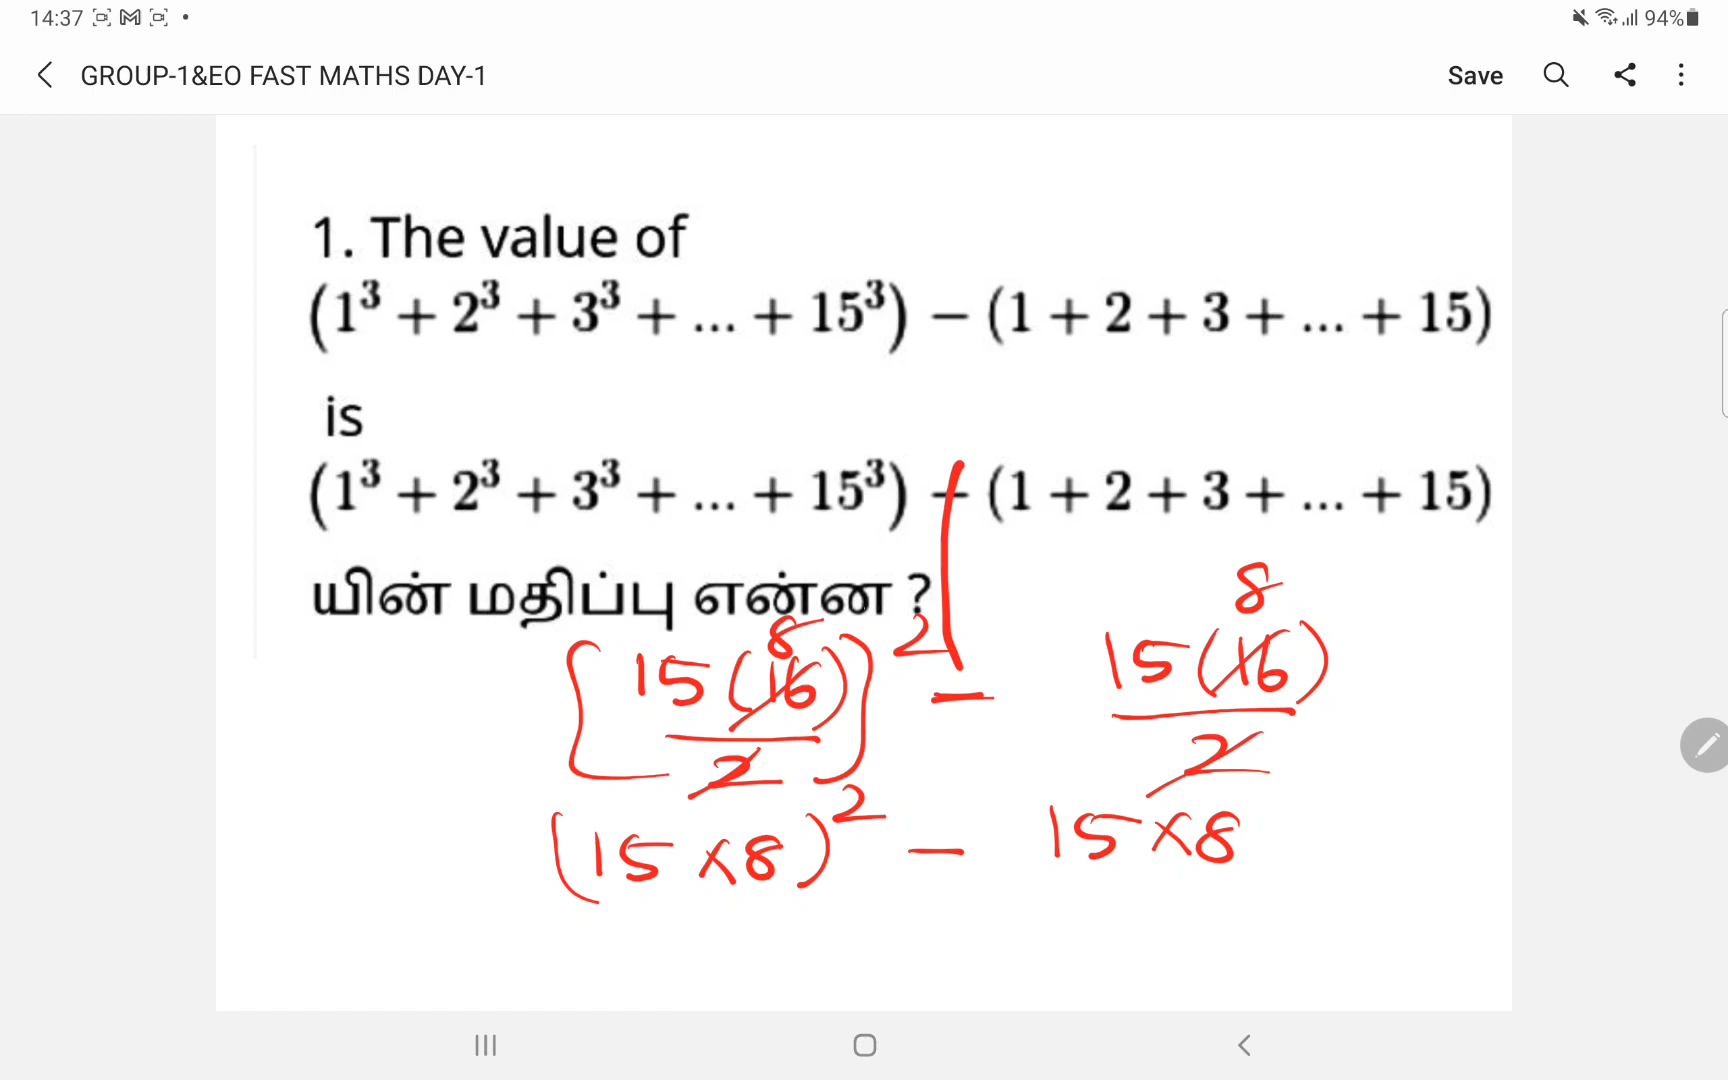 14:37
94%
GROUP-1&EO FAST MATHS DAY-1
Save
1. The value of
(1³ + 2³ + 3³ + ... + 15³) − (1 + 2 + 3 + ... + 15)
is
(1³ + 2³ + 3³ + ... + 15³) − (1 + 2 + 3 + ... + 15)
யின் மதிப்பு என்ன ?
8 2 8
[15(16)/2] − 15(16)/2
(15×8)² − 15×8